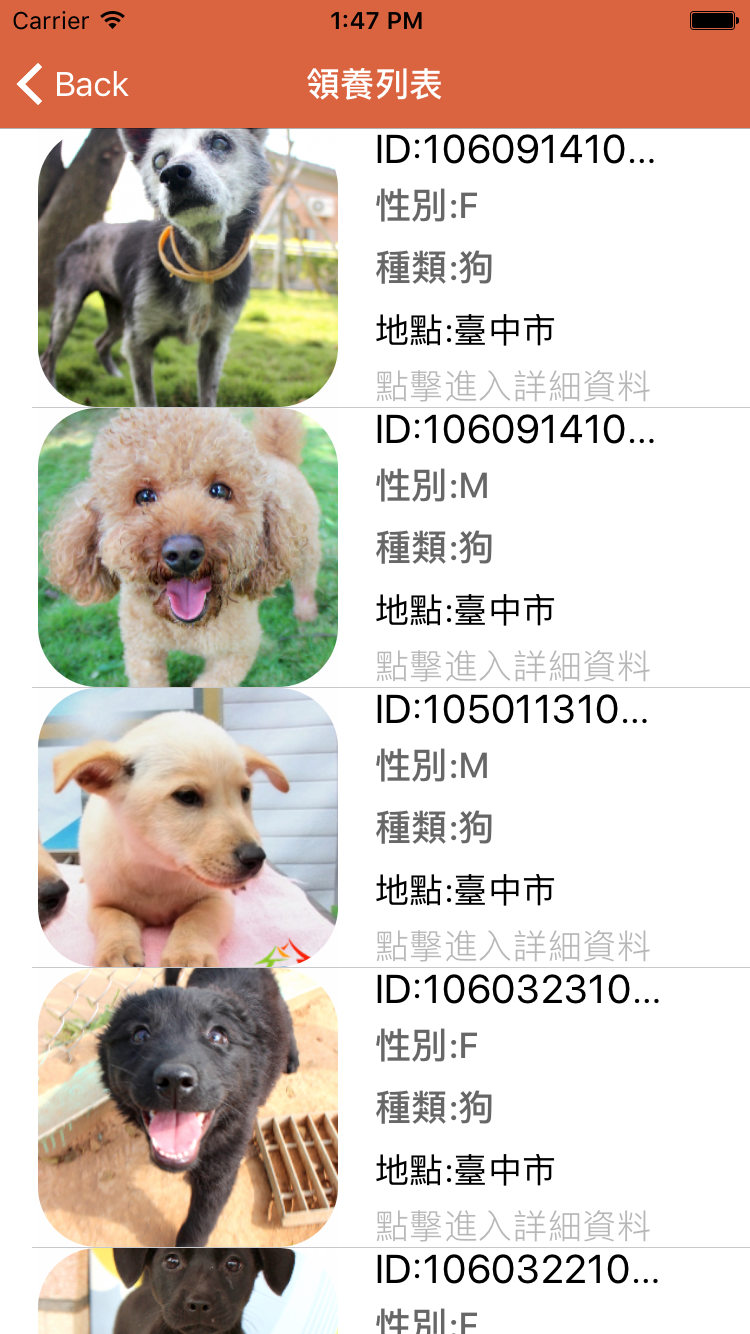 Carrier 1:47 PM
Back 領養列表
ID:106091410...
性別:F
種類:狗
地點:臺中市
點擊進入詳細資料
ID:106091410...
性別:M
種類:狗
地點:臺中市
點擊進入詳細資料
ID:105011310...
性別:M
種類:狗
地點:臺中市
點擊進入詳細資料
ID:106032310...
性別:F
種類:狗
地點:臺中市
點擊進入詳細資料
ID:106032210...
性別:F